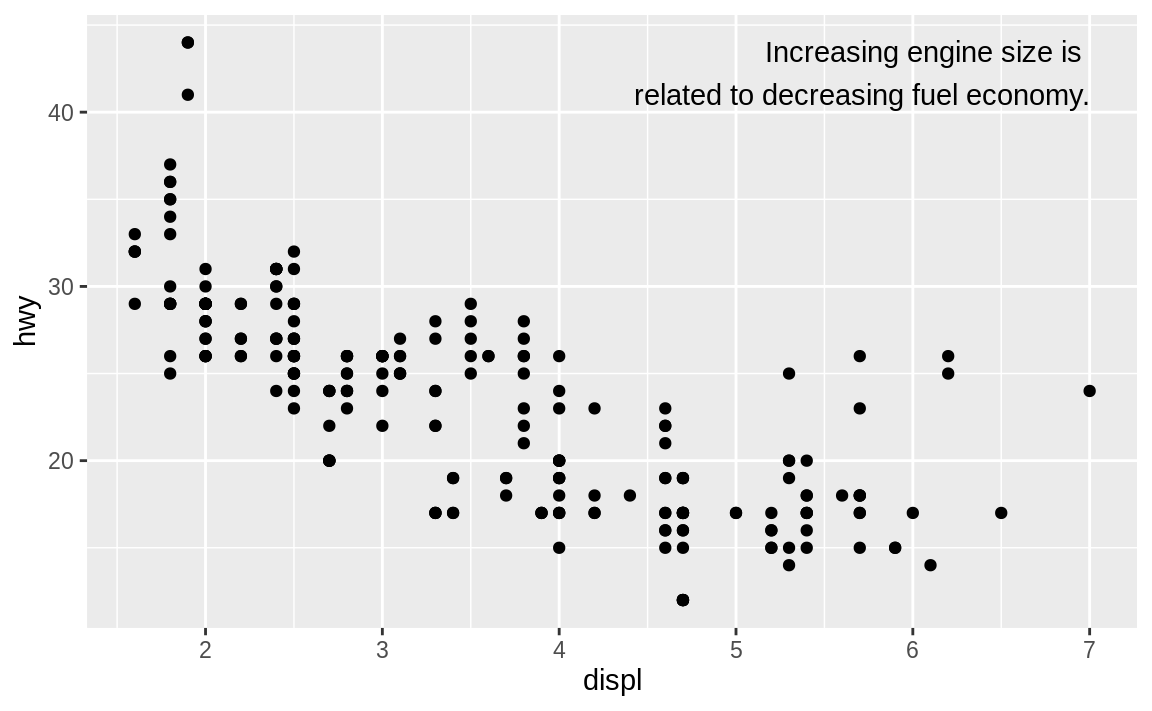 Increasing engine size is
related to decreasing fuel economy.
40
30
20
hwy
2 3 4 5 6 7
displ